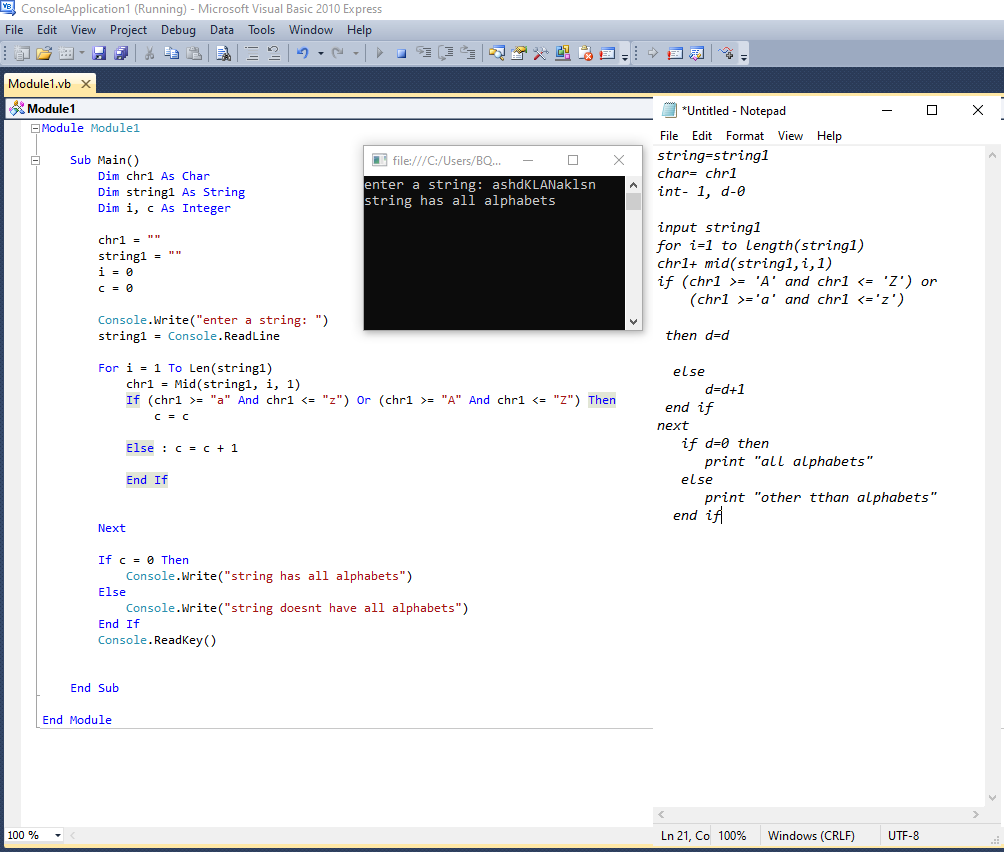 ConsoleApplication1 (Running) - Microsoft Visual Basic 2010 Express
File Edit View Project Debug Data Tools Window Help
Module1.vb
Module1
Module Module1
Sub Main()
Dim chr1 As Char
Dim string1 As String
Dim i, c As Integer
chr1 = ""
string1 = ""
i = 0
c = 0
Console.Write("enter a string: ")
string1 = Console.ReadLine
For i = 1 To Len(string1)
chr1 = Mid(string1, i, 1)
If (chr1 >= "a" And chr1 <= "z") Or (chr1 >= "A" And chr1 <= "Z") Then
c = c
Else : c = c + 1
End If
Next
If c = 0 Then
Console.Write("string has all alphabets")
Else
Console.Write("string doesnt have all alphabets")
End If
Console.ReadKey()
End Sub
End Module
100 %
file:///C:/Users/BQ...
enter a string: ashdKLANaklsn
string has all alphabets
*Untitled - Notepad
File Edit Format View Help
string=string1
char= chr1
int- 1, d-0
input string1
for i=1 to length(string1)
chr1+ mid(string1,i,1)
if (chr1 >= 'A' and chr1 <= 'Z') or
(chr1 >='a' and chr1 <='z')
then d=d
else
d=d+1
end if
next
if d=0 then
print "all alphabets"
else
print "other tthan alphabets"
end if
Ln 21, Co 100% Windows (CRLF) UTF-8